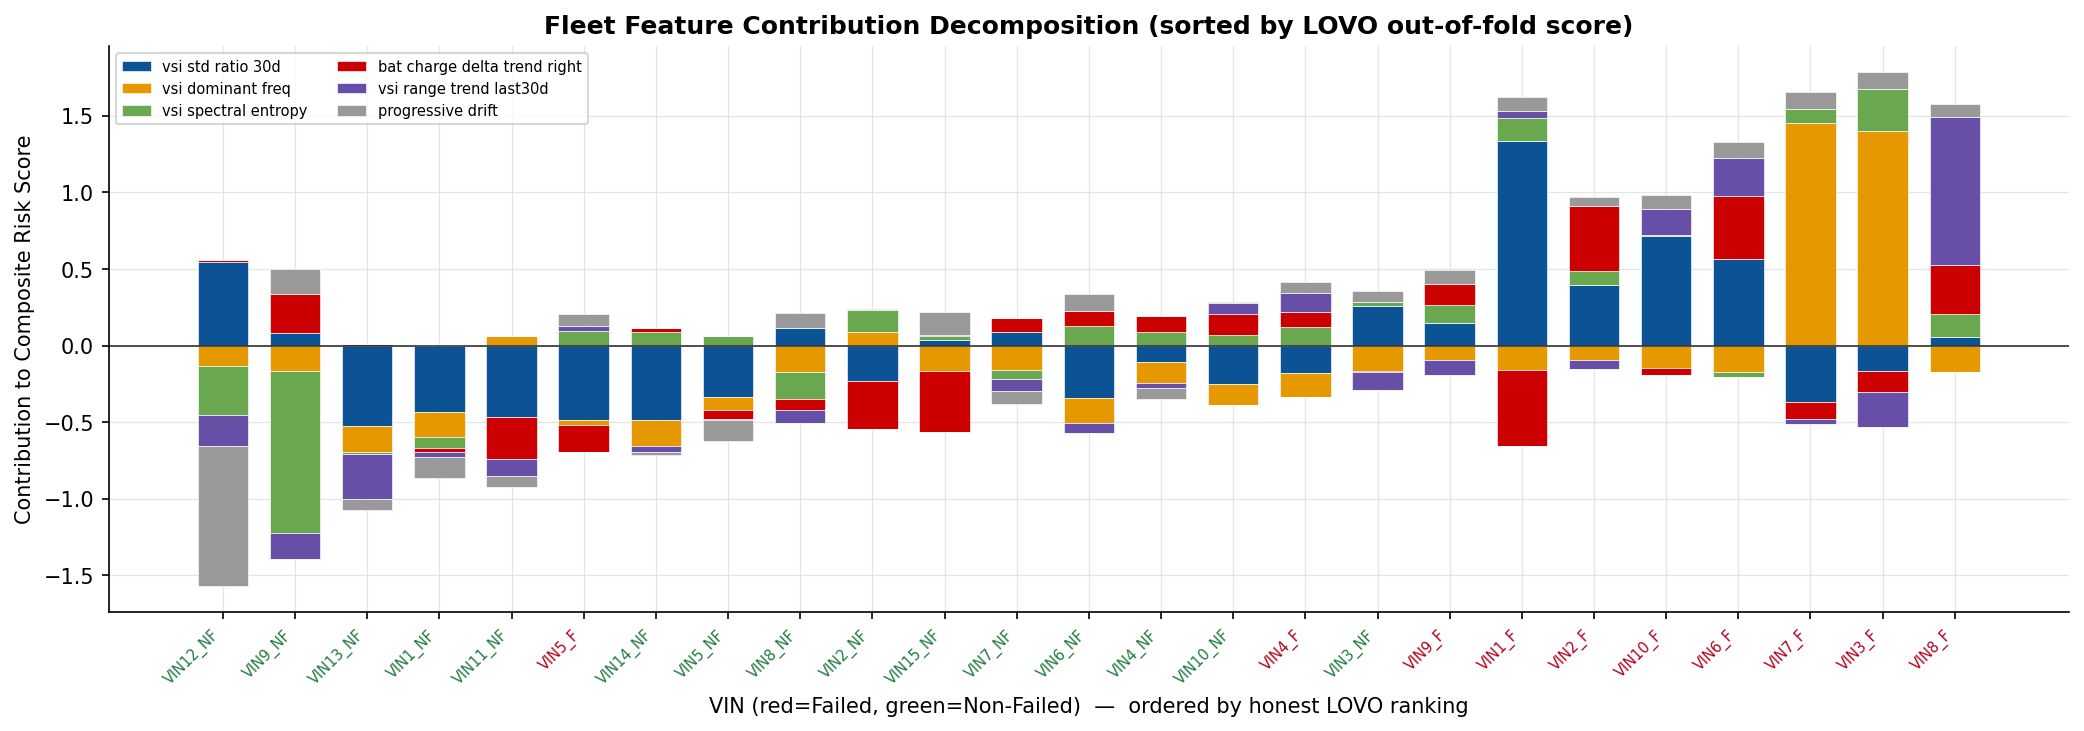 Fleet Feature Contribution Decomposition (sorted by LOVO out-of-fold score)
vsi std ratio 30d
vsi dominant freq
vsi spectral entropy
bat charge delta trend right
vsi range trend last30d
progressive drift
Contribution to Composite Risk Score
1.5
1.0
0.5
0.0
−0.5
−1.0
−1.5
VIN12_NF
VIN9_NF
VIN13_NF
VIN1_NF
VIN11_NF
VIN5_F
VIN14_NF
VIN5_NF
VIN8_NF
VIN2_NF
VIN15_NF
VIN7_NF
VIN6_NF
VIN4_NF
VIN10_NF
VIN4_F
VIN3_NF
VIN9_F
VIN1_F
VIN2_F
VIN10_F
VIN6_F
VIN7_F
VIN3_F
VIN8_F
VIN (red=Failed, green=Non-Failed)  —  ordered by honest LOVO ranking